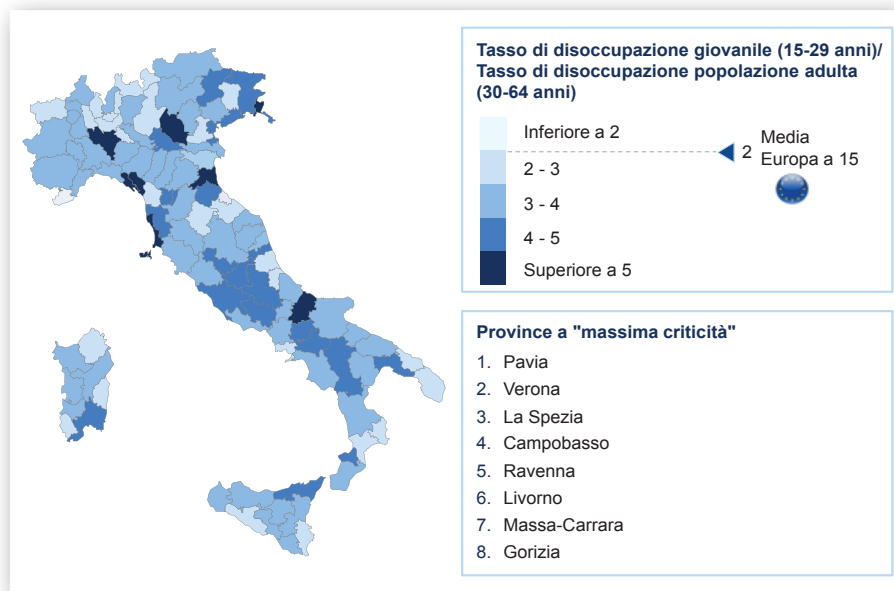 Tasso di disoccupazione giovanile (15-29 anni)/
Tasso di disoccupazione popolazione adulta
(30-64 anni)
Inferiore a 2
2 Media
Europa a 15
2 - 3
3 - 4
4 - 5
Superiore a 5
Province a "massima criticità"
1. Pavia
2. Verona
3. La Spezia
4. Campobasso
5. Ravenna
6. Livorno
7. Massa-Carrara
8. Gorizia